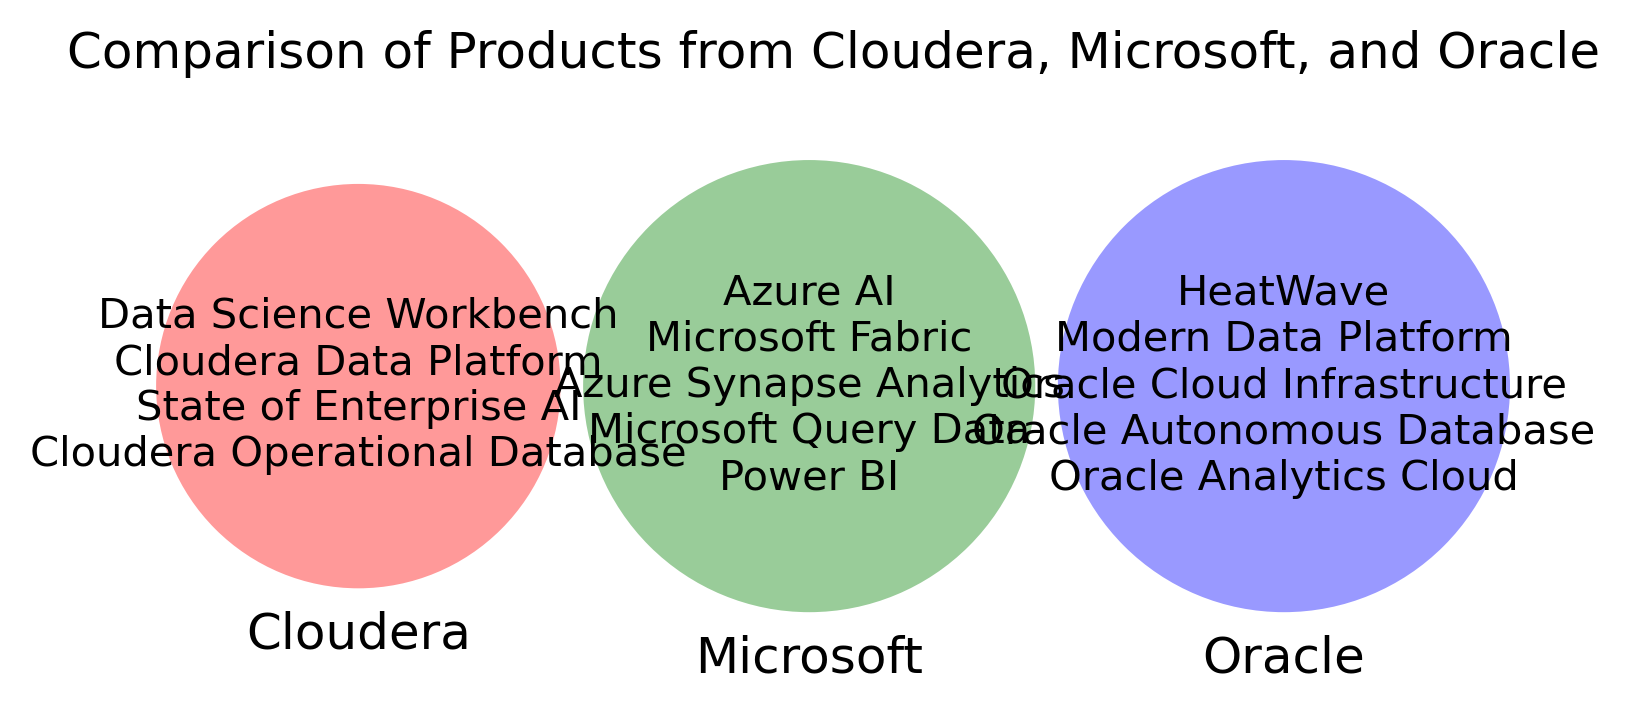 Comparison of Products from Cloudera, Microsoft, and Oracle
Data Science Workbench
Cloudera Data Platform
State of Enterprise AI
Cloudera Operational Database
Cloudera
Azure AI
Microsoft Fabric
Azure Synapse Analytics
Microsoft Query Data
Power BI
Microsoft
HeatWave
Modern Data Platform
Oracle Cloud Infrastructure
Oracle Autonomous Database
Oracle Analytics Cloud
Oracle